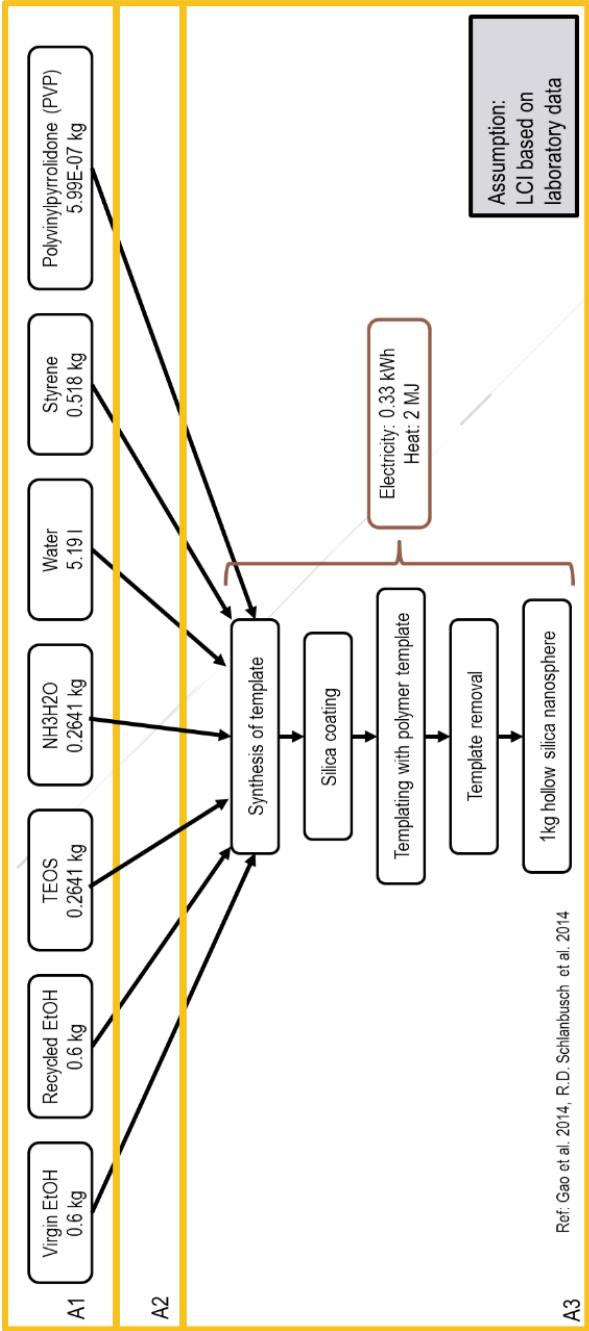 A1
Virgin EtOH
0.6 kg
Recycled EtOH
0.6 kg
TEOS
0.2641 kg
NH3H2O
0.2641 kg
Water
5.19 l
Styrene
0.518 kg
Polyvinylpyrrolidone (PVP)
5.99E-07 kg
A2
A3
Synthesis of template
Silica coating
Templating with polymer template
Template removal
1kg hollow silica nanosphere
Electricity: 0.33 kWh
Heat: 2 MJ
Assumption:
LCI based on
laboratory data
Ref: Gao et al. 2014, R.D. Schlanbusch et al. 2014